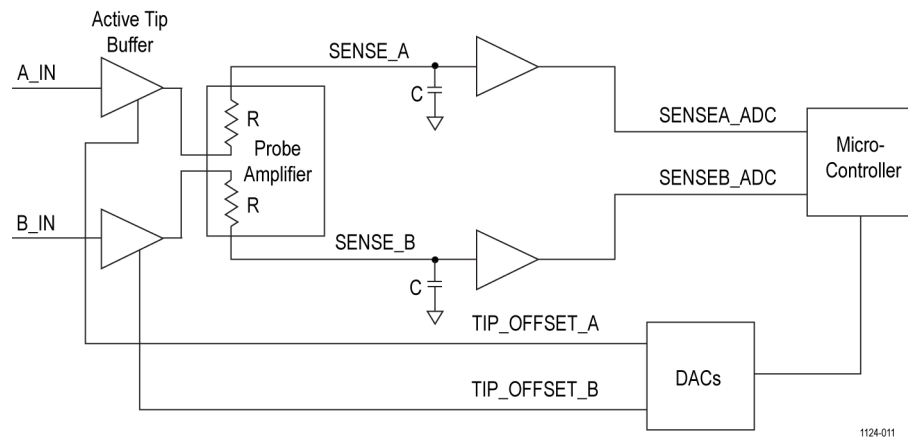 Active Tip
Buffer
A_IN
SENSE_A
C
R
Probe
Amplifier
R
SENSEA_ADC
Micro-
Controller
SENSEB_ADC
B_IN
SENSE_B
C
TIP_OFFSET_A
DACs
TIP_OFFSET_B
1124-011